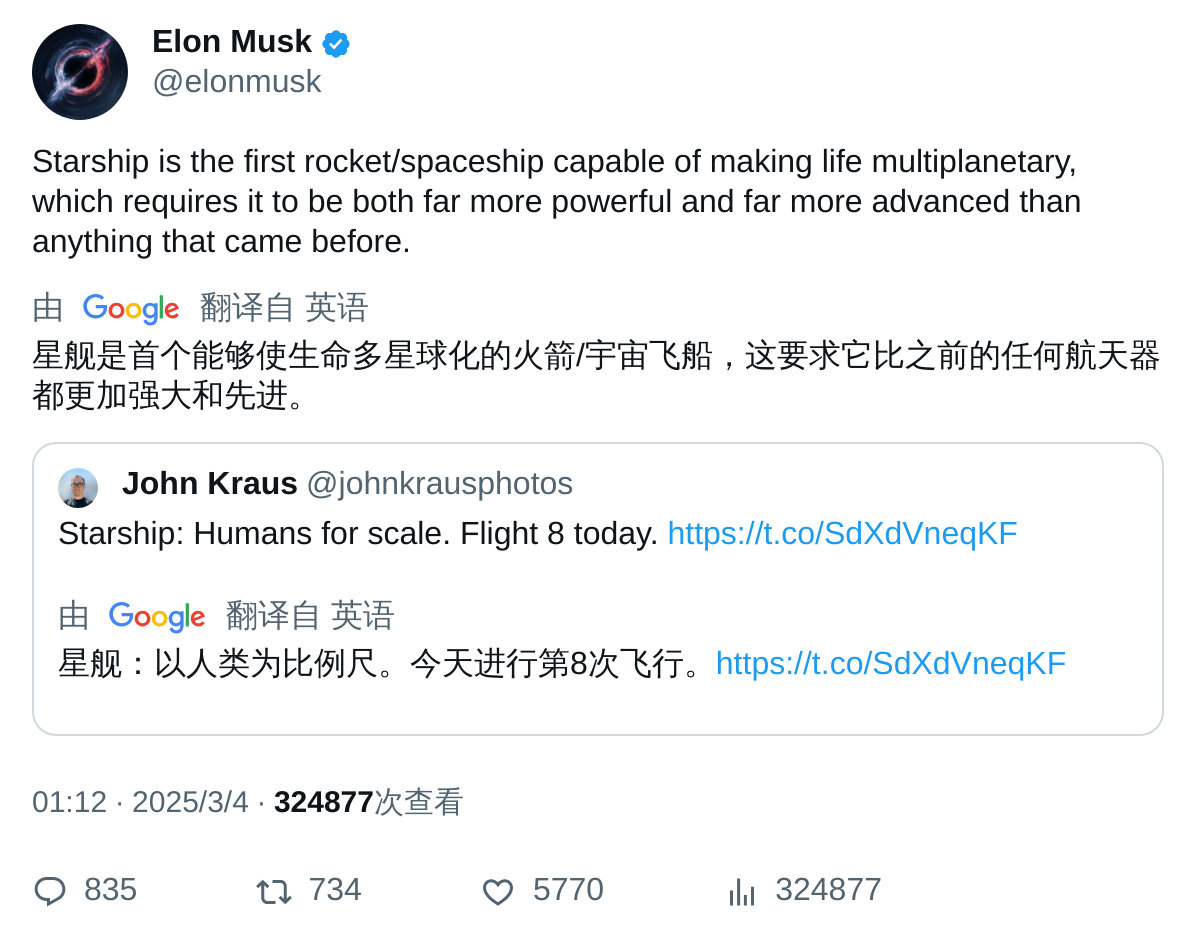 Elon Musk
@elonmusk
Starship is the first rocket/spaceship capable of making life multiplanetary,
which requires it to be both far more powerful and far more advanced than
anything that came before.
由 Google 翻译自 英语
星舰是首个能够使生命多星球化的火箭/宇宙飞船，这要求它比之前的任何航天器
都更加强大和先进。
John Kraus @johnkrausphotos
Starship: Humans for scale. Flight 8 today. https://t.co/SdXdVneqKF
由 Google 翻译自 英语
星舰：以人类为比例尺。今天进行第8次飞行。https://t.co/SdXdVneqKF
01:12 · 2025/3/4 · 324877次查看
835 734 5770 324877